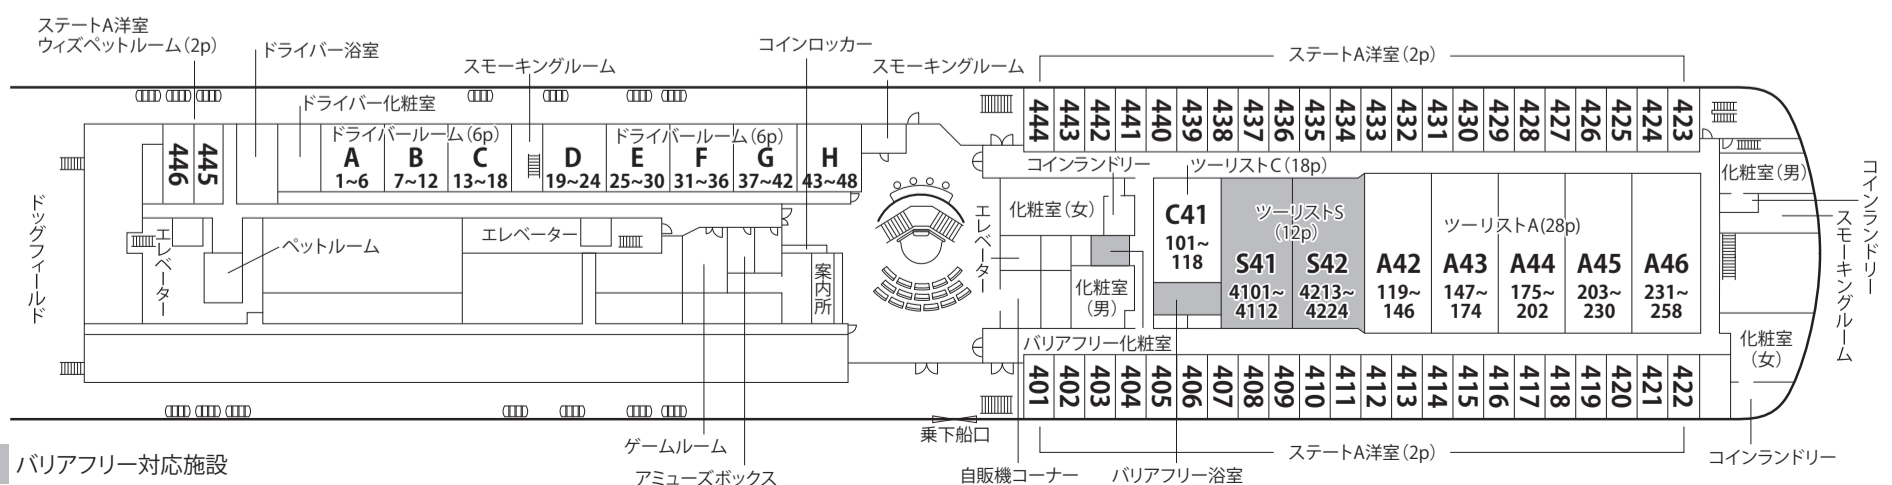 ステートA洋室
ウィズペットルーム(2p)
ドライバー浴室
スモーキングルーム
コインロッカー
スモーキングルーム
ステートA洋室(2p)
ドライバー化粧室
ドライバールーム(6p)
ドライバールーム(6p)
446
445
A
1~6
B
7~12
C
13~18
D
19~24
E
25~30
F
31~36
G
37~42
H
43~48
444
443
442
441
440
439
438
437
436
435
434
433
432
431
430
429
428
427
426
425
424
423
コインランドリー
ツーリストC(18p)
化粧室(男)
コインランドリー
スモーキングルーム
ドッグフィールド
エレベーター
ペットルーム
エレベーター
案内所
エレベーター
化粧室(女)
化粧室
(男)
C41
101~
118
ツーリストS
(12p)
S41
4101~
4112
S42
4213~
4224
ツーリストA(28p)
A42
119~
146
A43
147~
174
A44
175~
202
A45
203~
230
A46
231~
258
化粧室
(女)
バリアフリー化粧室
401
402
403
404
405
406
407
408
409
410
411
412
413
414
415
416
417
418
419
420
421
422
乗下船口
ゲームルーム
アミューズボックス
自販機コーナー
バリアフリー浴室
ステートA洋室(2p)
コインランドリー
バリアフリー対応施設